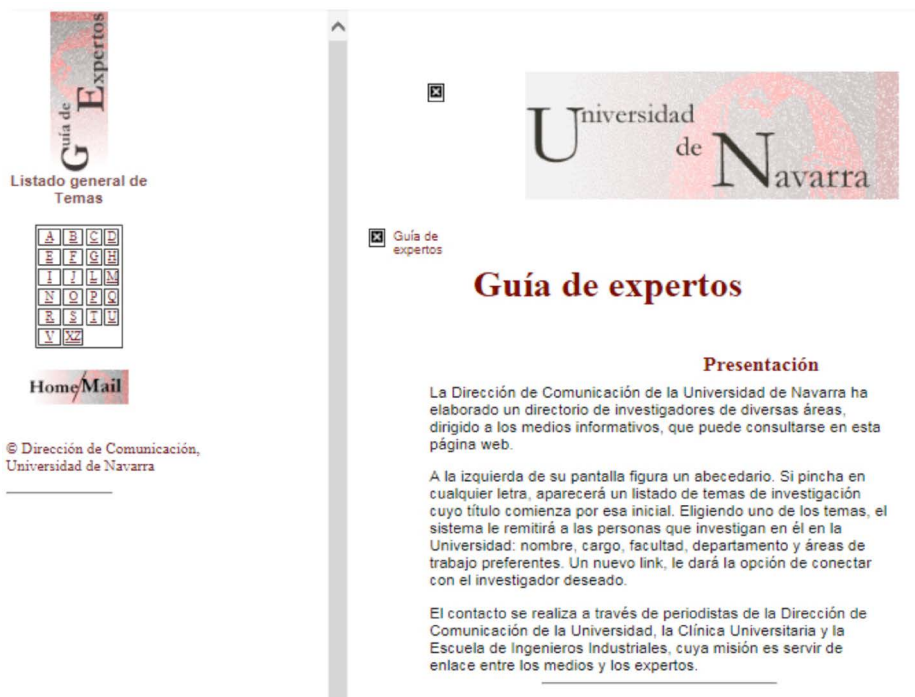 Guía de
Expertos
Listado general de
Temas
A B C D
E F G H
I J L M
N O P Q
R S T U
V XZ
Home/Mail
© Dirección de Comunicación,
Universidad de Navarra
Universidad
de
Navarra
Guía de
expertos
Guía de expertos
Presentación
La Dirección de Comunicación de la Universidad de Navarra ha
elaborado un directorio de investigadores de diversas áreas,
dirigido a los medios informativos, que puede consultarse en esta
página web.
A la izquierda de su pantalla figura un abecedario. Si pincha en
cualquier letra, aparecerá un listado de temas de investigación
cuyo título comienza por esa inicial. Eligiendo uno de los temas, el
sistema le remitirá a las personas que investigan en él en la
Universidad: nombre, cargo, facultad, departamento y áreas de
trabajo preferentes. Un nuevo link, le dará la opción de conectar
con el investigador deseado.
El contacto se realiza a través de periodistas de la Dirección de
Comunicación de la Universidad, la Clínica Universitaria y la
Escuela de Ingenieros Industriales, cuya misión es servir de
enlace entre los medios y los expertos.